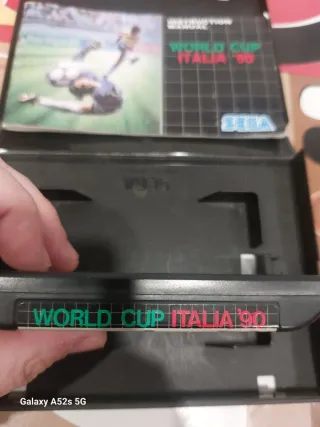 INSTRUCTION
MANUAL
WORLD CUP
ITALIA '90
SEGA
WORLD CUP ITALIA '90
Galaxy A52s 5G